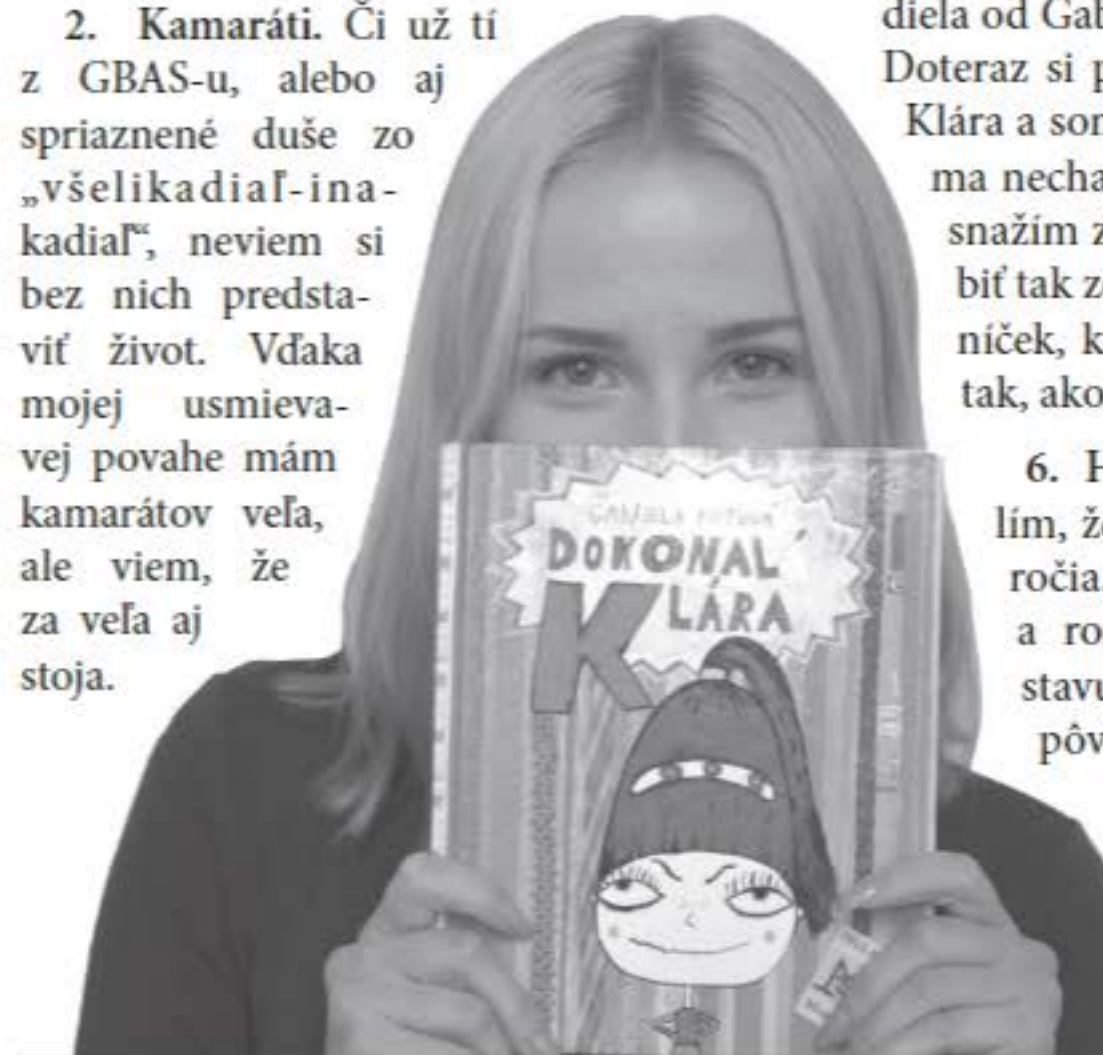 2. Kamaráti. Či už tí
z GBAS-u, alebo aj
spriaznené duše zo
„všelikadiaľ-ina-
kadiaľ“, neviem si
bez nich predsta-
viť život. Vďaka
mojej usmieva-
vej povahe mám
kamarátov veľa,
ale viem, že
za veľa aj
stoja.
diela od Gab
Doteraz si p
Klára a som
ma necha
snažím z
biť tak z
níček, k
tak, ako
6. H
lím, že
ročia.
a ro
stavu
pôv
DOKONAL
KLÁRA